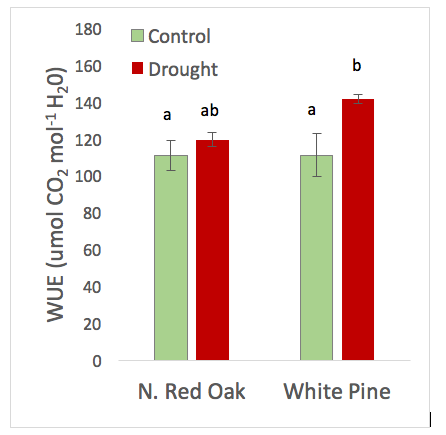 180
160
140
120
100
80
60
40
20
0
WUE (umol CO₂ mol⁻¹ H₂0)
Control
Drought
a
ab
a
b
N. Red Oak
White Pine